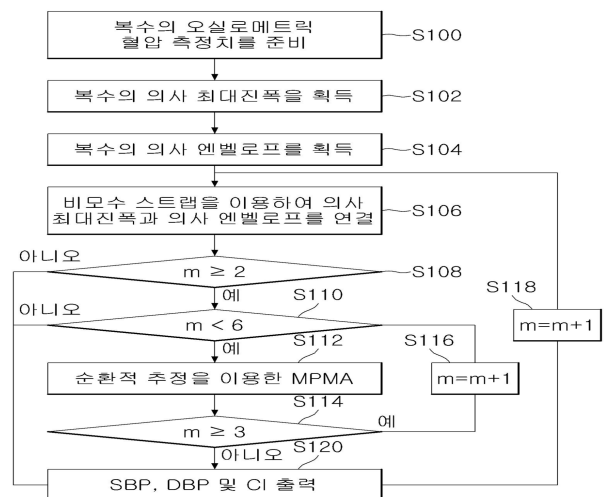 복수의 오실로메트릭
혈압 측정치를 준비
S100
복수의 의사 최대진폭을 획득
S102
복수의 의사 엔벨로프를 획득
S104
비모수 스트랩을 이용하여 의사
최대진폭과 의사 엔벨로프를 연결
S106
아니오
m ≥ 2
S108
예
S110
S118
아니오
m < 6
m=m+1
예
S112
S116
순환적 추정을 이용한 MPMA
m=m+1
S114
m ≥ 3
예
아니오
S120
SBP, DBP 및 CI 출력